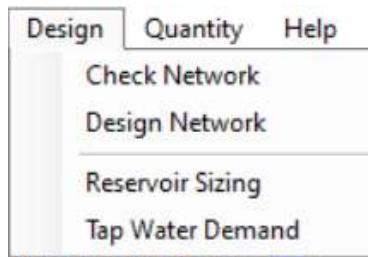 Design Quantity Help
Check Network
Design Network
Reservoir Sizing
Tap Water Demand